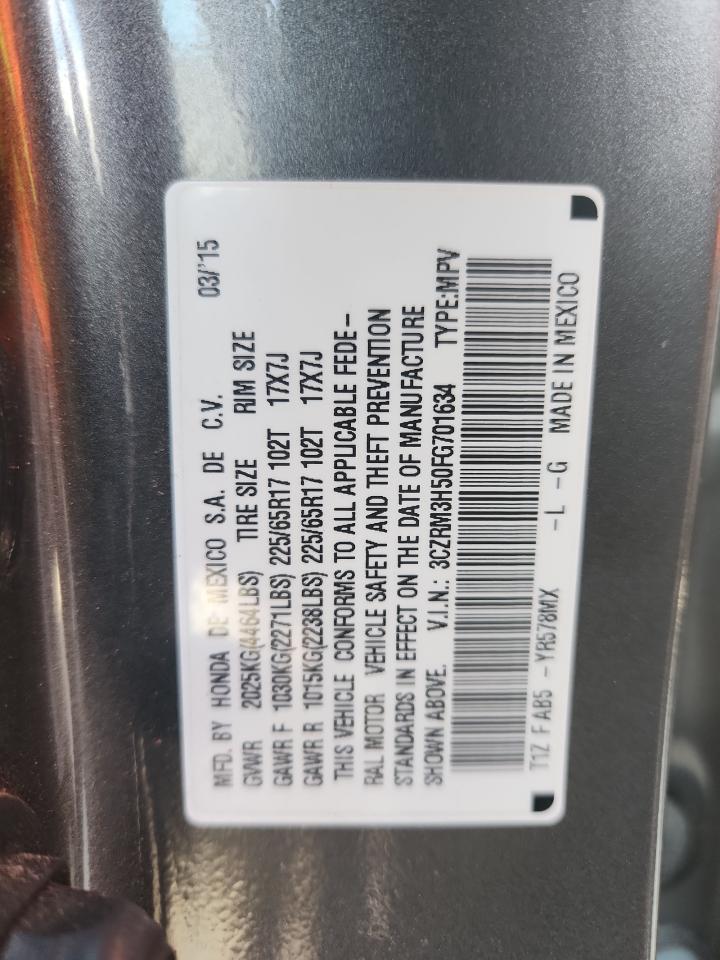 MFD. BY HONDA DE MEXICO S.A. DE C.V. 03/'15
GVWR 2025KG(4464LBS) TIRE SIZE RIM SIZE
GAWR F 1030KG(2271LBS) 225/65R17 102T 17X7J
GAWR R 1015KG(2238LBS) 225/65R17 102T 17X7J
THIS VEHICLE CONFORMS TO ALL APPLICABLE FEDE-
RAL MOTOR VEHICLE SAFETY AND THEFT PREVENTION
STANDARDS IN EFFECT ON THE DATE OF MANUFACTURE
SHOWN ABOVE. V.I.N.: 3CZRM3H50FG701634 TYPE:MPV
T1Z F AB5 -YR578MX -L -G MADE IN MEXICO